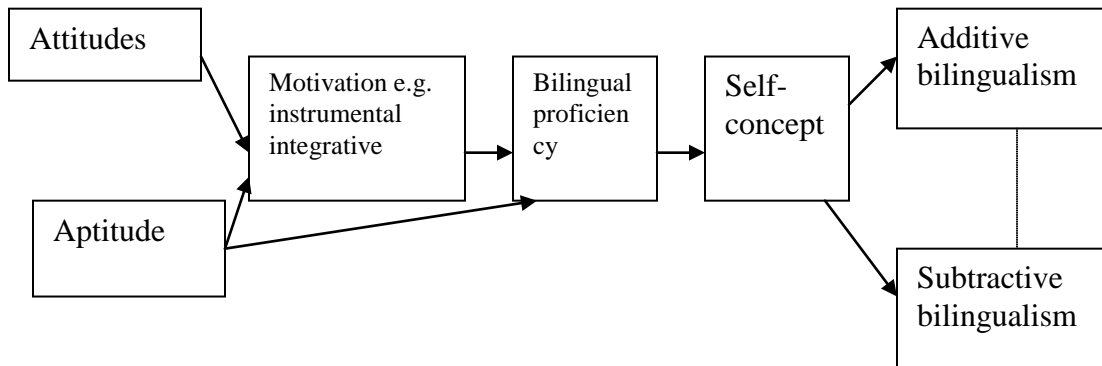 Attitudes
Aptitude
Motivation e.g.
instrumental
integrative
Bilingual
proficien
cy
Self-
concept
Additive
bilingualism
Subtractive
bilingualism